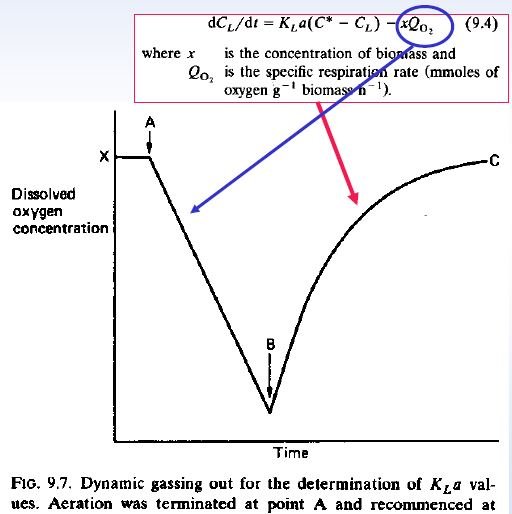 dC_L/dt = K_La(C* − C_L) − xQ_O₂ (9.4)
where x is the concentration of biomass and
Q_O₂ is the specific respiration rate (mmoles of
oxygen g⁻¹ biomass h⁻¹).
A
X
C
Dissolved
oxygen
concentration
B
Time
FIG. 9.7. Dynamic gassing out for the determination of K_La val-
ues. Aeration was terminated at point A and recommenced at